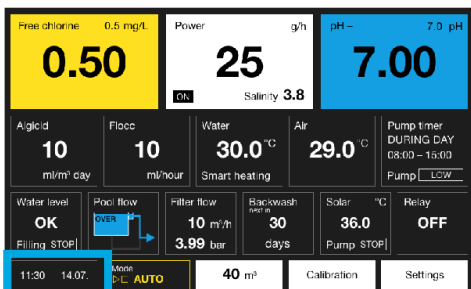 Free chlorine 0.5 mg/L
0.50
Power g/h
25
ON Salinity 3.8
pH – 7.0 pH
7.00
Algicid
10
ml/m³ day
Flocc
10
ml/hour
Water
30.0 °C
Smart heating
Air
29.0 °C
Pump timer
DURING DAY
08:00 – 15:00
Pump LOW
Water level
OK
Filling STOP
Pool flow
OVER
Filter flow
10 m³/h
3.99 bar
Backwash
next in
30
days
Solar °C
36.0
Pump STOP
Relay
OFF
11:30 14.07.
Mode
AUTO
40 m³
Calibration
Settings